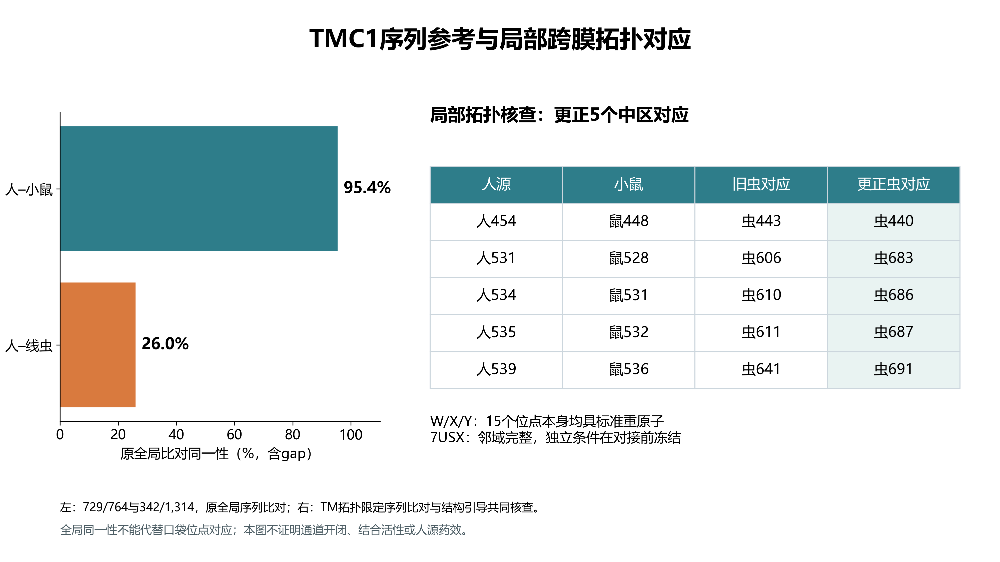 TMC1序列参考与局部跨膜拓扑对应
人–小鼠
95.4%
人–线虫
26.0%
0 20 40 60 80 100
原全局比对同一性（%，含gap）
局部拓扑核查：更正5个中区对应
人源 小鼠 旧虫对应 更正虫对应
人454 鼠448 虫443 虫440
人531 鼠528 虫606 虫683
人534 鼠531 虫610 虫686
人535 鼠532 虫611 虫687
人539 鼠536 虫641 虫691
W/X/Y：15个位点本身均具标准重原子
7USX：邻域完整，独立条件在对接前冻结
左：729/764与342/1,314，原全局序列比对；右：TM拓扑限定序列比对与结构引导共同核查。
全局同一性不能代替口袋位点对应；本图不证明通道开闭、结合活性或人源药效。